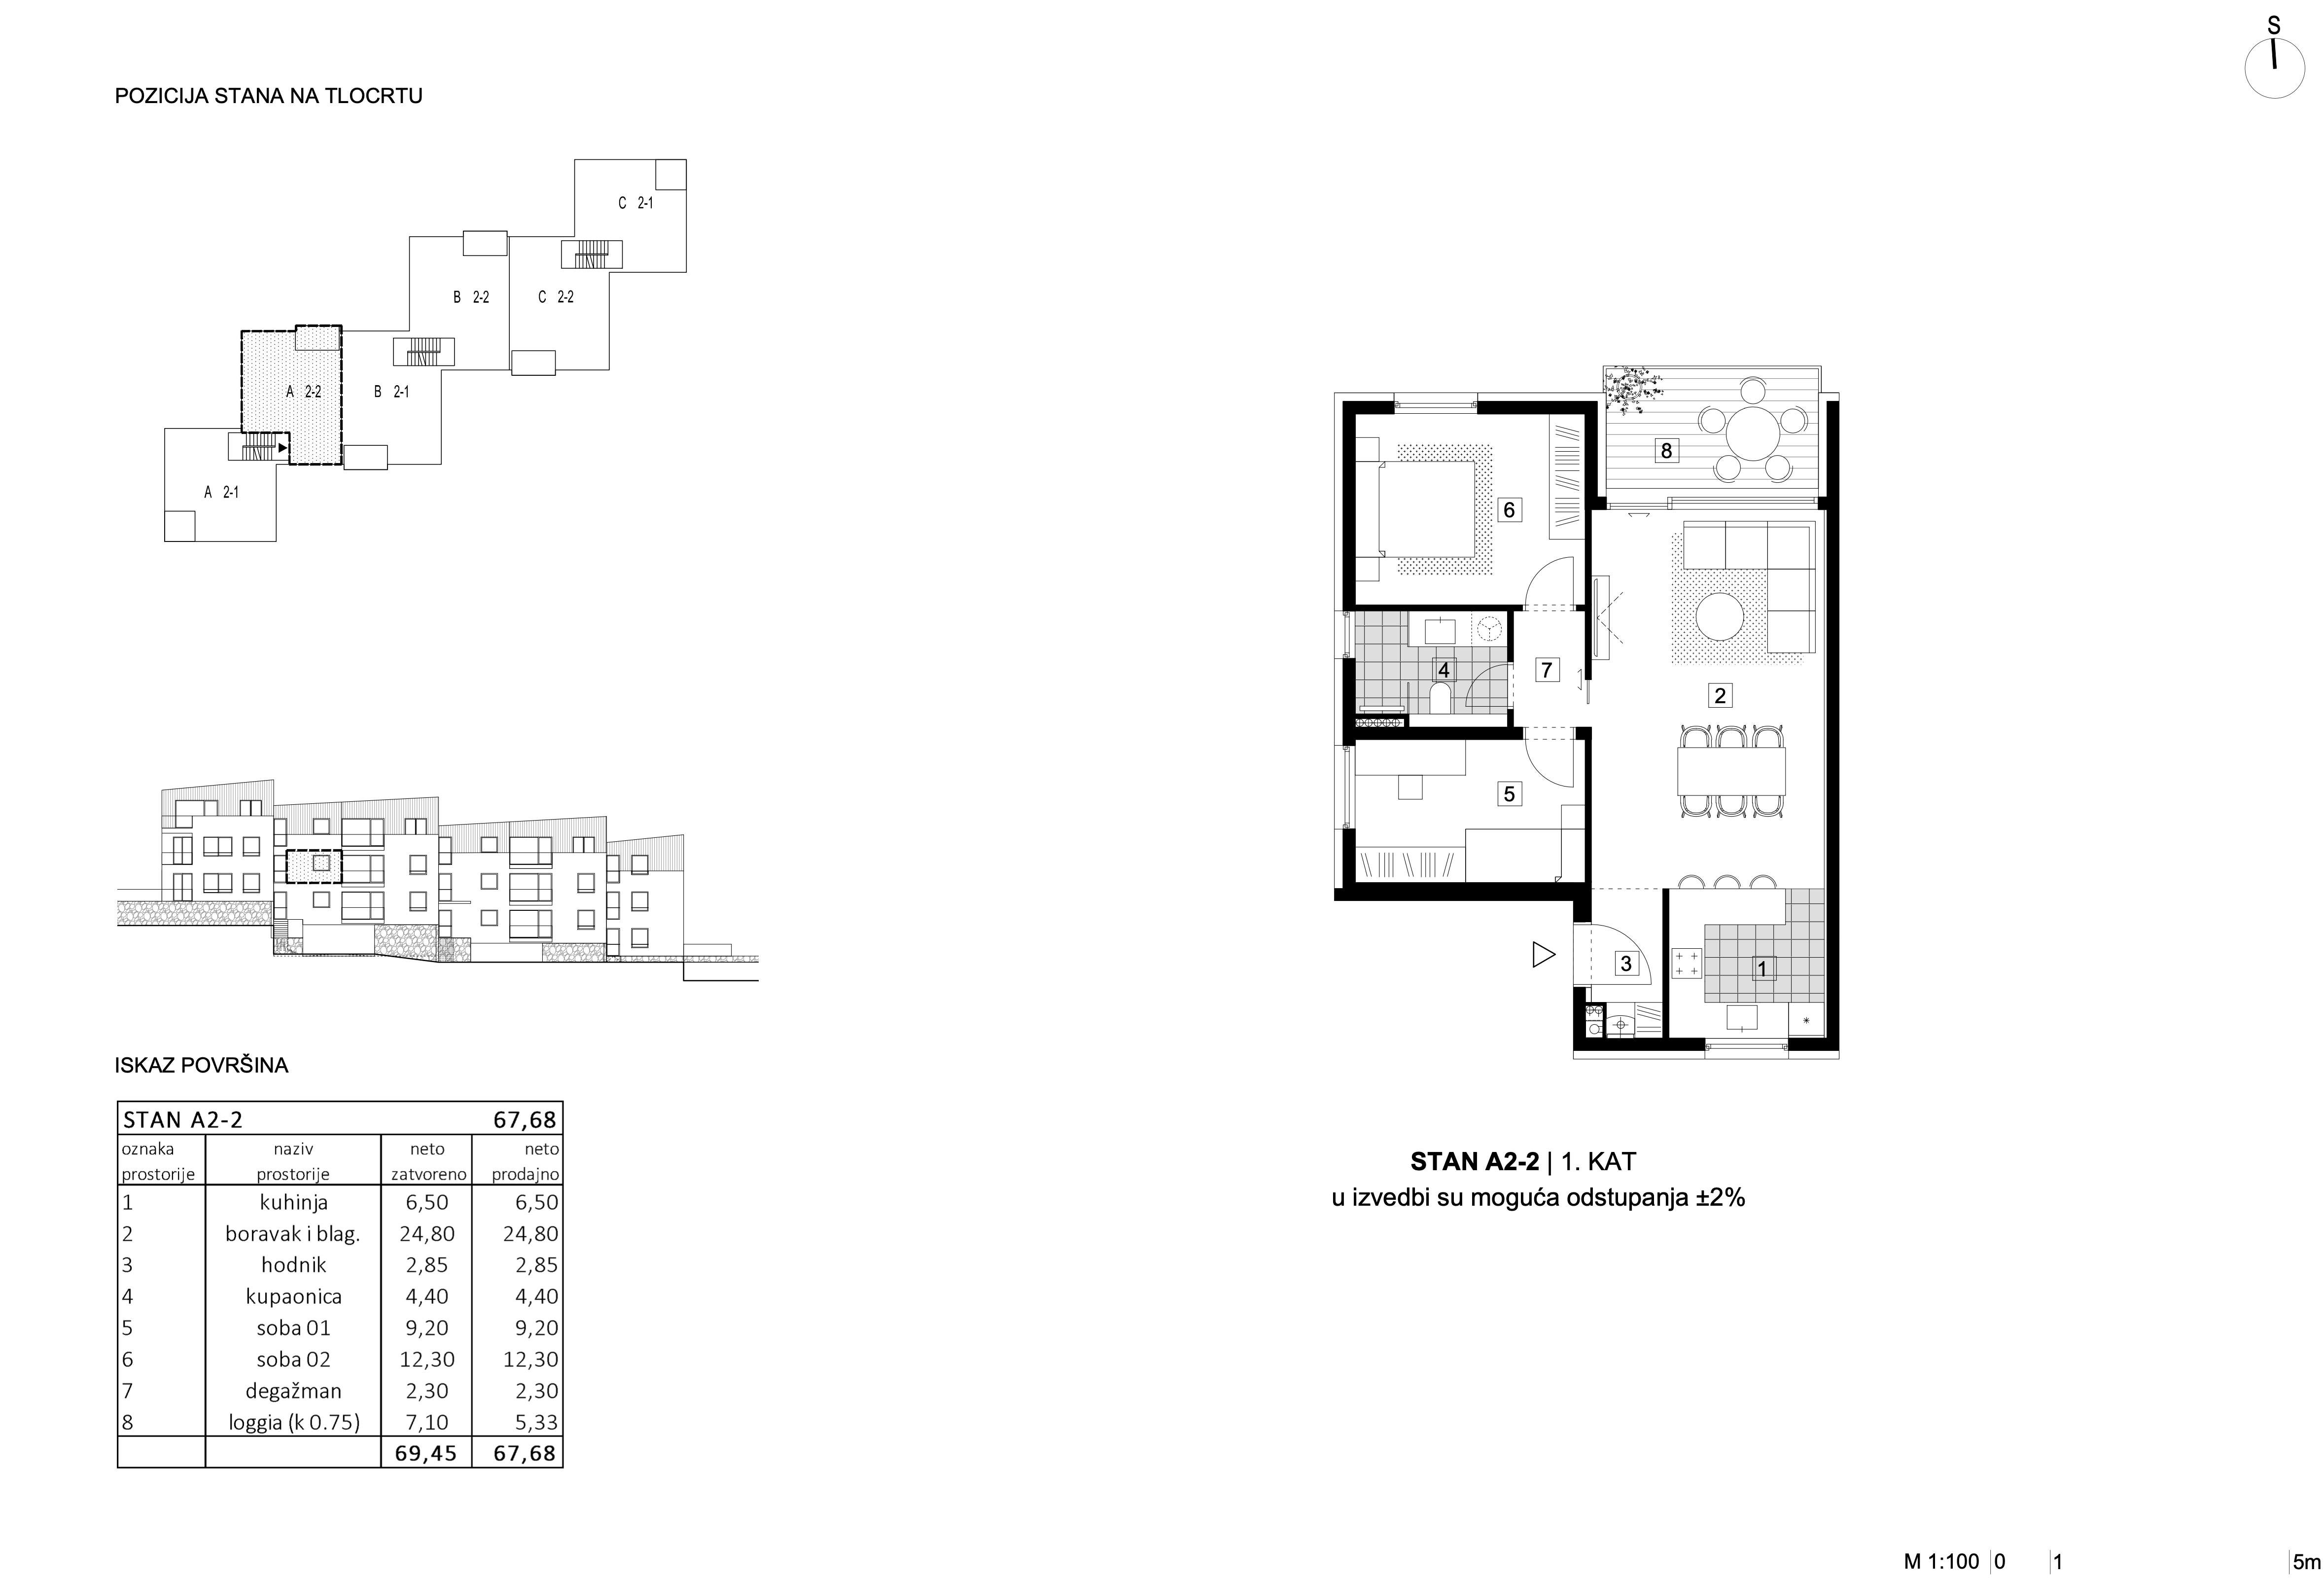 S
POZICIJA STANA NA TLOCRTU
C 2-1
B 2-2
C 2-2
A 2-2
B 2-1
A 2-1
8
6
4
7
2
5
3
1
ISKAZ POVRŠINA
STAN A2-2 67,68
oznaka prostorije naziv prostorije neto zatvoreno neto prodajno
1 kuhinja 6,50 6,50
2 boravak i blag. 24,80 24,80
3 hodnik 2,85 2,85
4 kupaonica 4,40 4,40
5 soba 01 9,20 9,20
6 soba 02 12,30 12,30
7 degažman 2,30 2,30
8 loggia (k 0.75) 7,10 5,33
69,45 67,68
STAN A2-2 | 1. KAT
u izvedbi su moguća odstupanja ±2%
M 1:100 0 1 5m